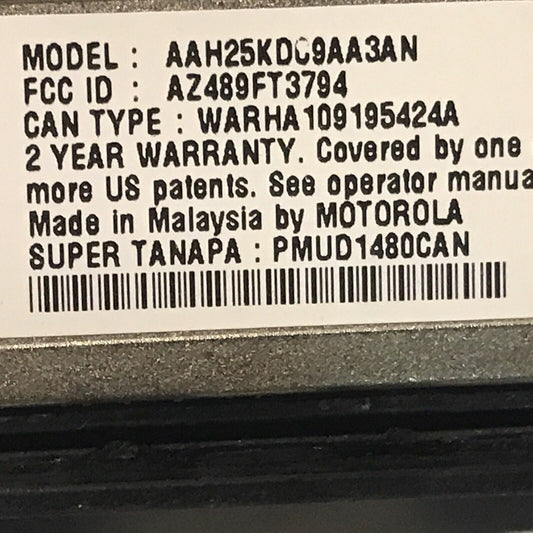 MODEL : AAH25KDC9AA3AN
FCC ID : AZ489FT3794
CAN TYPE : WARHA109195424A
2 YEAR WARRANTY. Covered by one
more US patents. See operator manua
Made in Malaysia by MOTOROLA
SUPER TANAPA : PMUD1480CAN